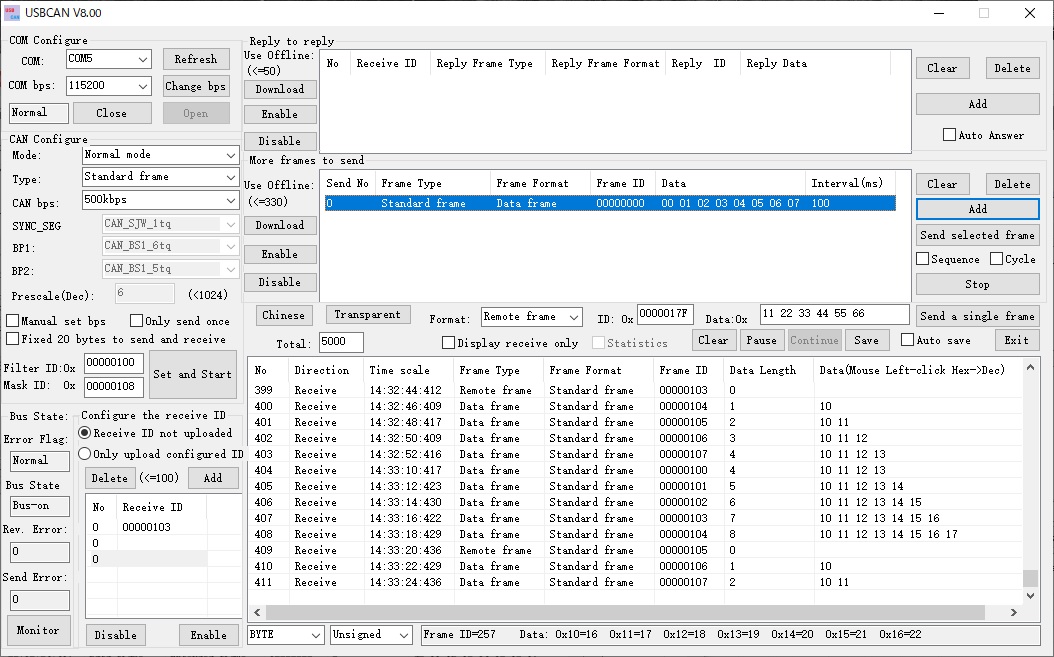 USBCAN V8.00
COM Configure
COM: COM5 Refresh
COM bps: 115200 Change bps
Normal Close Open
CAN Configure
Mode: Normal mode
Type: Standard frame
CAN bps: 500kbps
SYNC_SEG CAN_SJW_1tq
BP1: CAN_BS1_6tq
BP2: CAN_BS1_5tq
Prescale(Dec): 6 (<1024)
Manual set bps Only send once
Fixed 20 bytes to send and receive
Filter ID:0x 00000100
Mask ID: 0x 00000108
Set and Start
Bus State:
Error Flag:
Normal
Bus State
Bus-on
Rev. Error:
0
Send Error:
0
Monitor
Configure the receive ID
Receive ID not uploaded
Only upload configured ID
Delete (<=100) Add
No Receive ID
0 00000103
0
0
Disable Enable
Reply to reply
Use Offline:
(<=50)
Download
Enable
Disable
No Receive ID Reply Frame Type Reply Frame Format Reply ID Reply Data
Clear Delete
Add
Auto Answer
More frames to send
Use Offline:
(<=330)
Download
Enable
Disable
Send No Frame Type Frame Format Frame ID Data Interval(ms)
0 Standard frame Data frame 00000000 00 01 02 03 04 05 06 07 100
Clear Delete
Add
Send selected frame
Sequence Cycle
Stop
Chinese Transparent Format: Remote frame ID: 0x 0000017F Data:0x 11 22 33 44 55 66 Send a single frame
Total: 5000 Display receive only Statistics Clear Pause Continue Save Auto save Exit
No Direction Time scale Frame Type Frame Format Frame ID Data Length Data(Mouse Left-click Hex->Dec)
399 Receive 14:32:44:412 Remote frame Standard frame 00000103 0
400 Receive 14:32:46:409 Data frame Standard frame 00000104 1 10
401 Receive 14:32:48:417 Data frame Standard frame 00000105 2 10 11
402 Receive 14:32:50:409 Data frame Standard frame 00000106 3 10 11 12
403 Receive 14:32:52:416 Data frame Standard frame 00000107 4 10 11 12 13
404 Receive 14:33:10:417 Data frame Standard frame 00000100 4 10 11 12 13
405 Receive 14:33:12:423 Data frame Standard frame 00000101 5 10 11 12 13 14
406 Receive 14:33:14:430 Data frame Standard frame 00000102 6 10 11 12 13 14 15
407 Receive 14:33:16:422 Data frame Standard frame 00000103 7 10 11 12 13 14 15 16
408 Receive 14:33:18:429 Data frame Standard frame 00000104 8 10 11 12 13 14 15 16 17
409 Receive 14:33:20:436 Remote frame Standard frame 00000105 0
410 Receive 14:33:22:429 Data frame Standard frame 00000106 1 10
411 Receive 14:33:24:436 Data frame Standard frame 00000107 2 10 11
BYTE Unsigned Frame ID=257 Data: 0x10=16 0x11=17 0x12=18 0x13=19 0x14=20 0x15=21 0x16=22